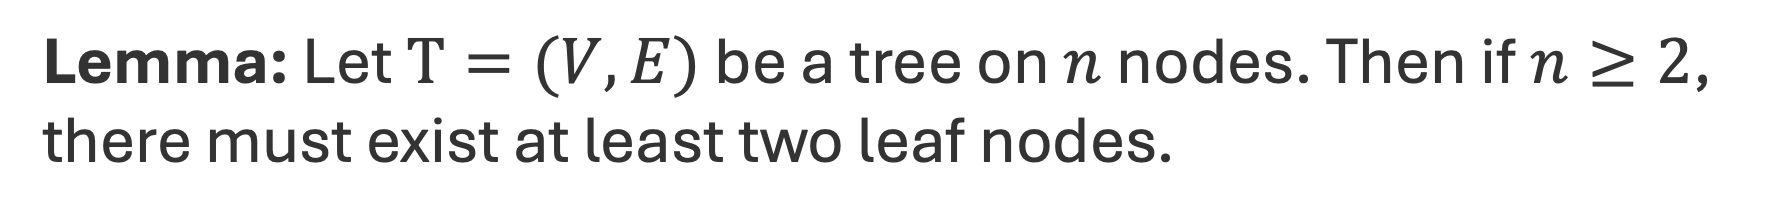 Lemma: Let T = (V, E) be a tree on n nodes. Then if n ≥ 2,
there must exist at least two leaf nodes.